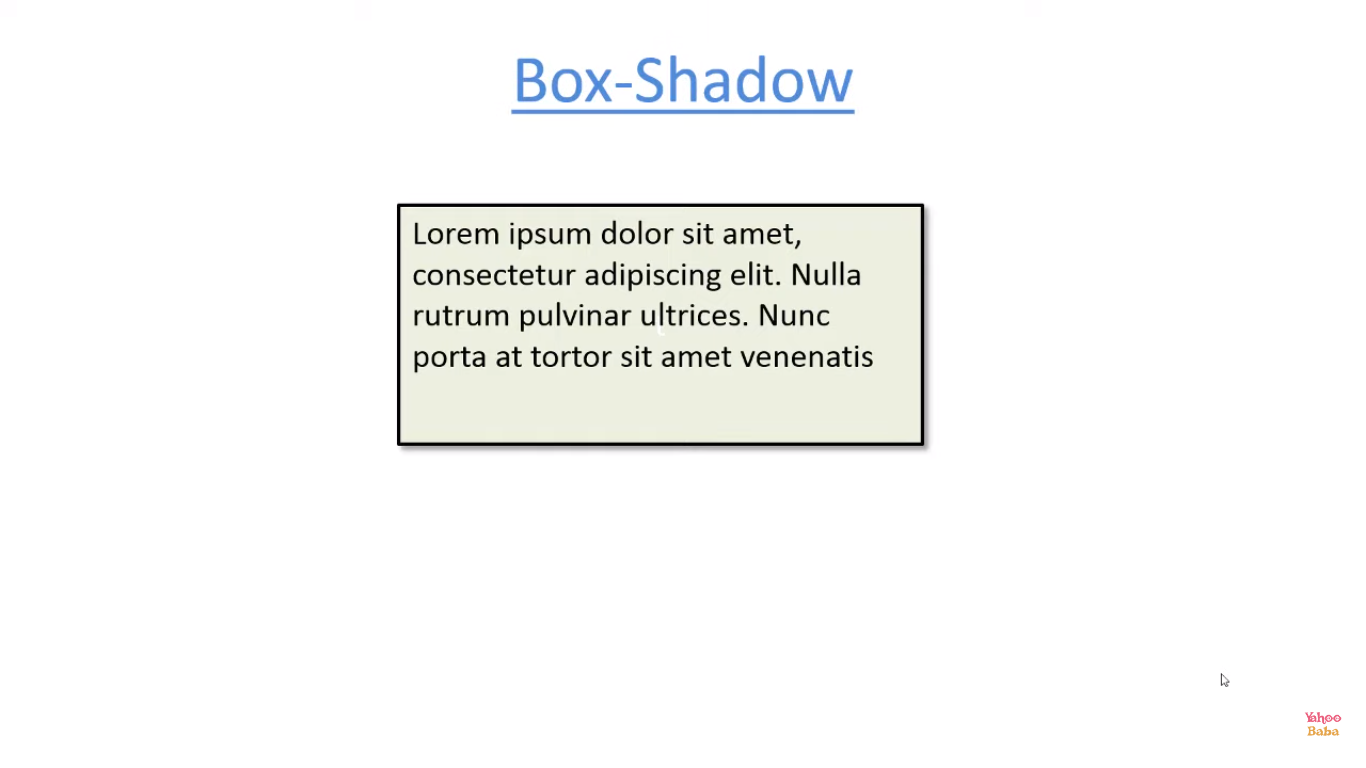 Box-Shadow
Lorem ipsum dolor sit amet,
consectetur adipiscing elit. Nulla
rutrum pulvinar ultrices. Nunc
porta at tortor sit amet venenatis
Yahoo
Baba